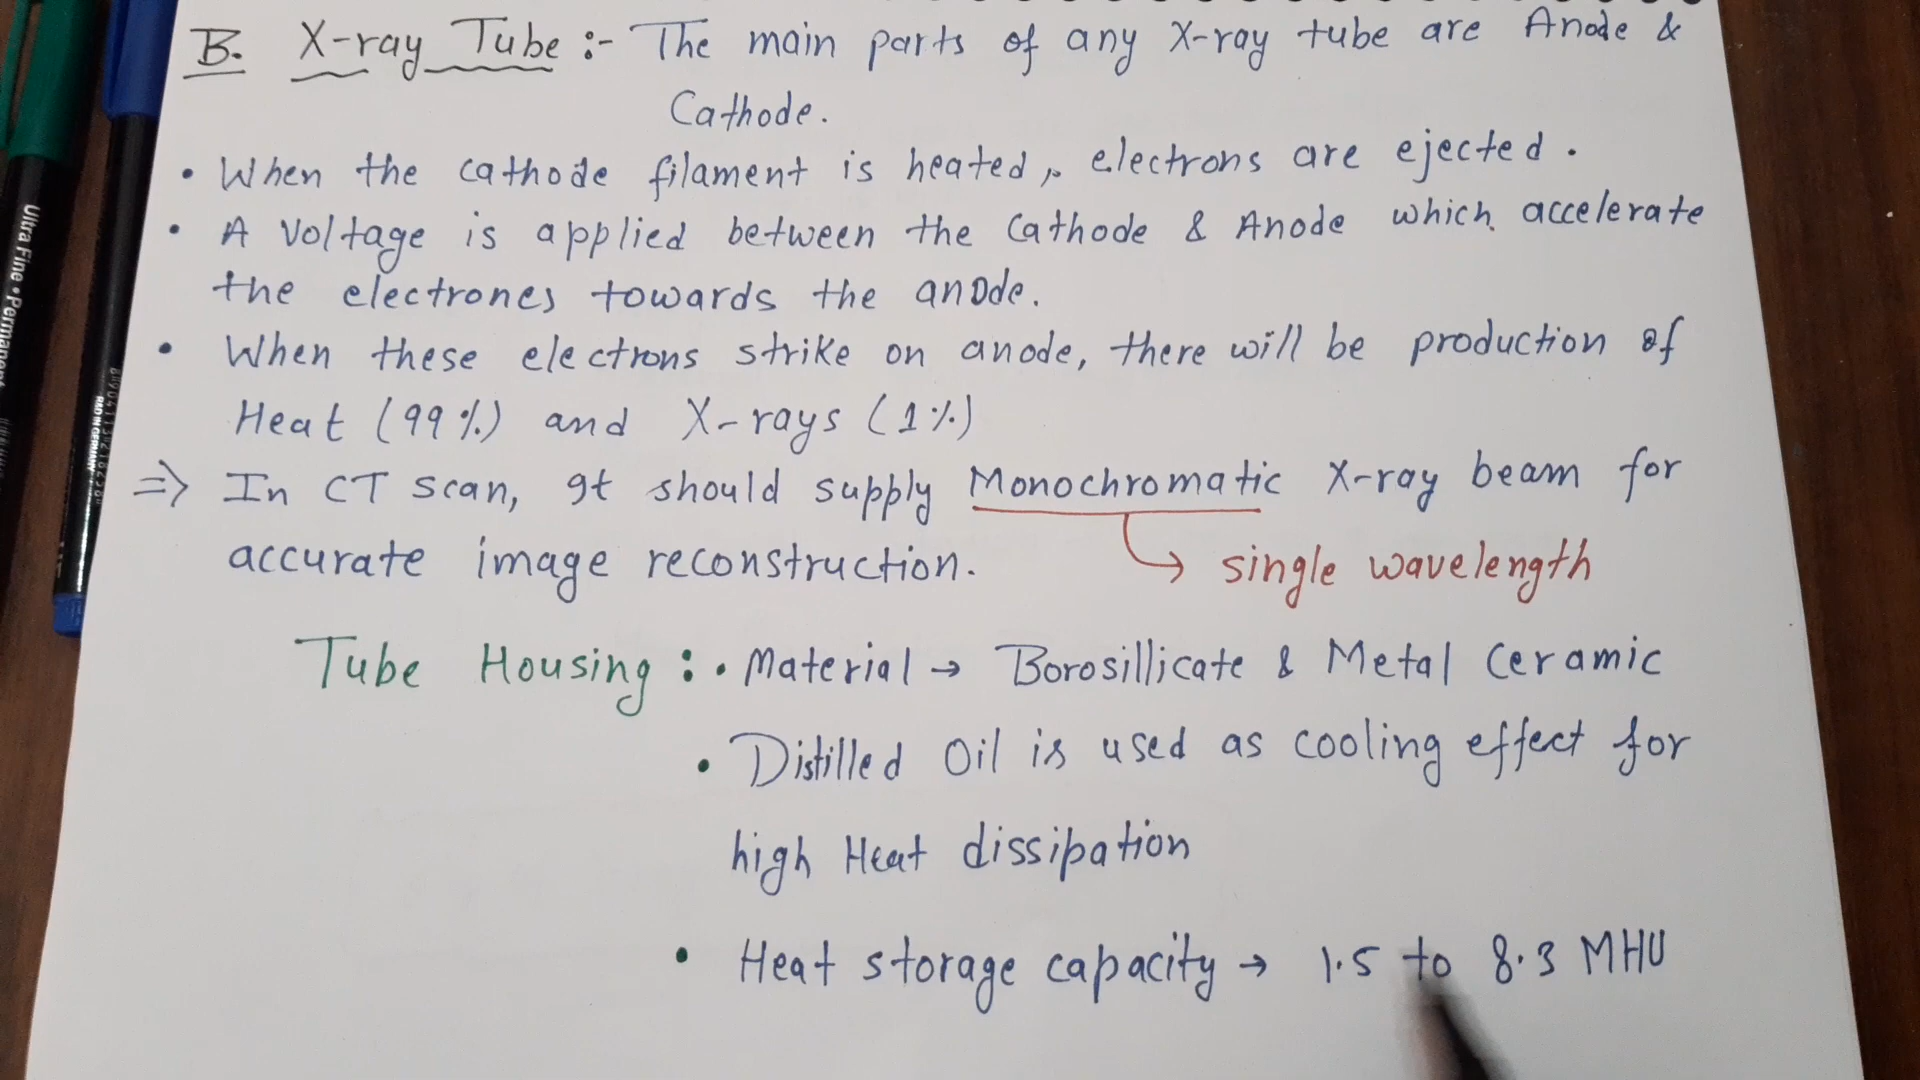 B. X-ray Tube :- The main parts of any X-ray tube are Anode &
Cathode.
• When the cathode filament is heated, electrons are ejected.
• A Voltage is applied between the Cathode & Anode which accelerate
the electrones towards the anode.
• When these electrons strike on anode, there will be production of
Heat (99%) and X-rays (1%)
⇒ In CT scan, It should supply Monochromatic X-ray beam for
accurate image reconstruction.
↳ single wavelength
Tube Housing : • Material → Borosillicate & Metal Ceramic
• Distilled Oil is used as cooling effect for
high Heat dissipation
• Heat storage capacity → 1.5 to 8.3 MHU
Ultra Fine • Permanent